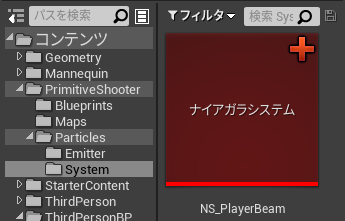 パスを検索
フィルタ
検索 Sys
コンテンツ
Geometry
Mannequin
PrimitiveShooter
Blueprints
Maps
Particles
Emitter
System
StarterContent
ThirdPerson
ThirdPersonBP
ナイアガラシステム
NS_PlayerBeam